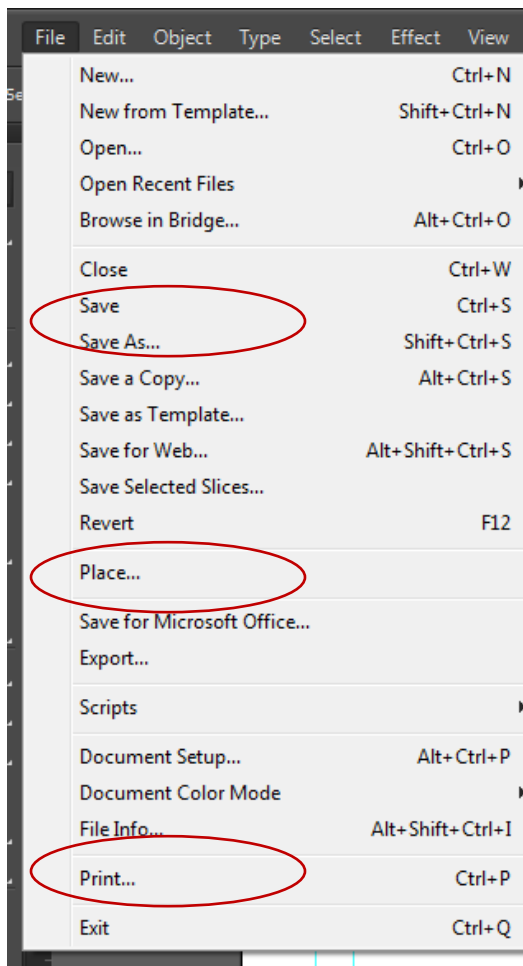 File Edit Object Type Select Effect View
Se
New... Ctrl+N
New from Template... Shift+Ctrl+N
Open... Ctrl+O
Open Recent Files
Browse in Bridge... Alt+Ctrl+O
Close Ctrl+W
Save Ctrl+S
Save As... Shift+Ctrl+S
Save a Copy... Alt+Ctrl+S
Save as Template...
Save for Web... Alt+Shift+Ctrl+S
Save Selected Slices...
Revert F12
Place...
Save for Microsoft Office...
Export...
Scripts
Document Setup... Alt+Ctrl+P
Document Color Mode
File Info... Alt+Shift+Ctrl+I
Print... Ctrl+P
Exit Ctrl+Q